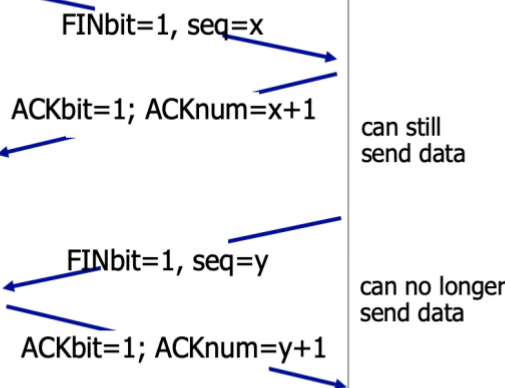 FINbit=1, seq=x
ACKbit=1; ACKnum=x+1
can still
send data
FINbit=1, seq=y
can no longer
send data
ACKbit=1; ACKnum=y+1